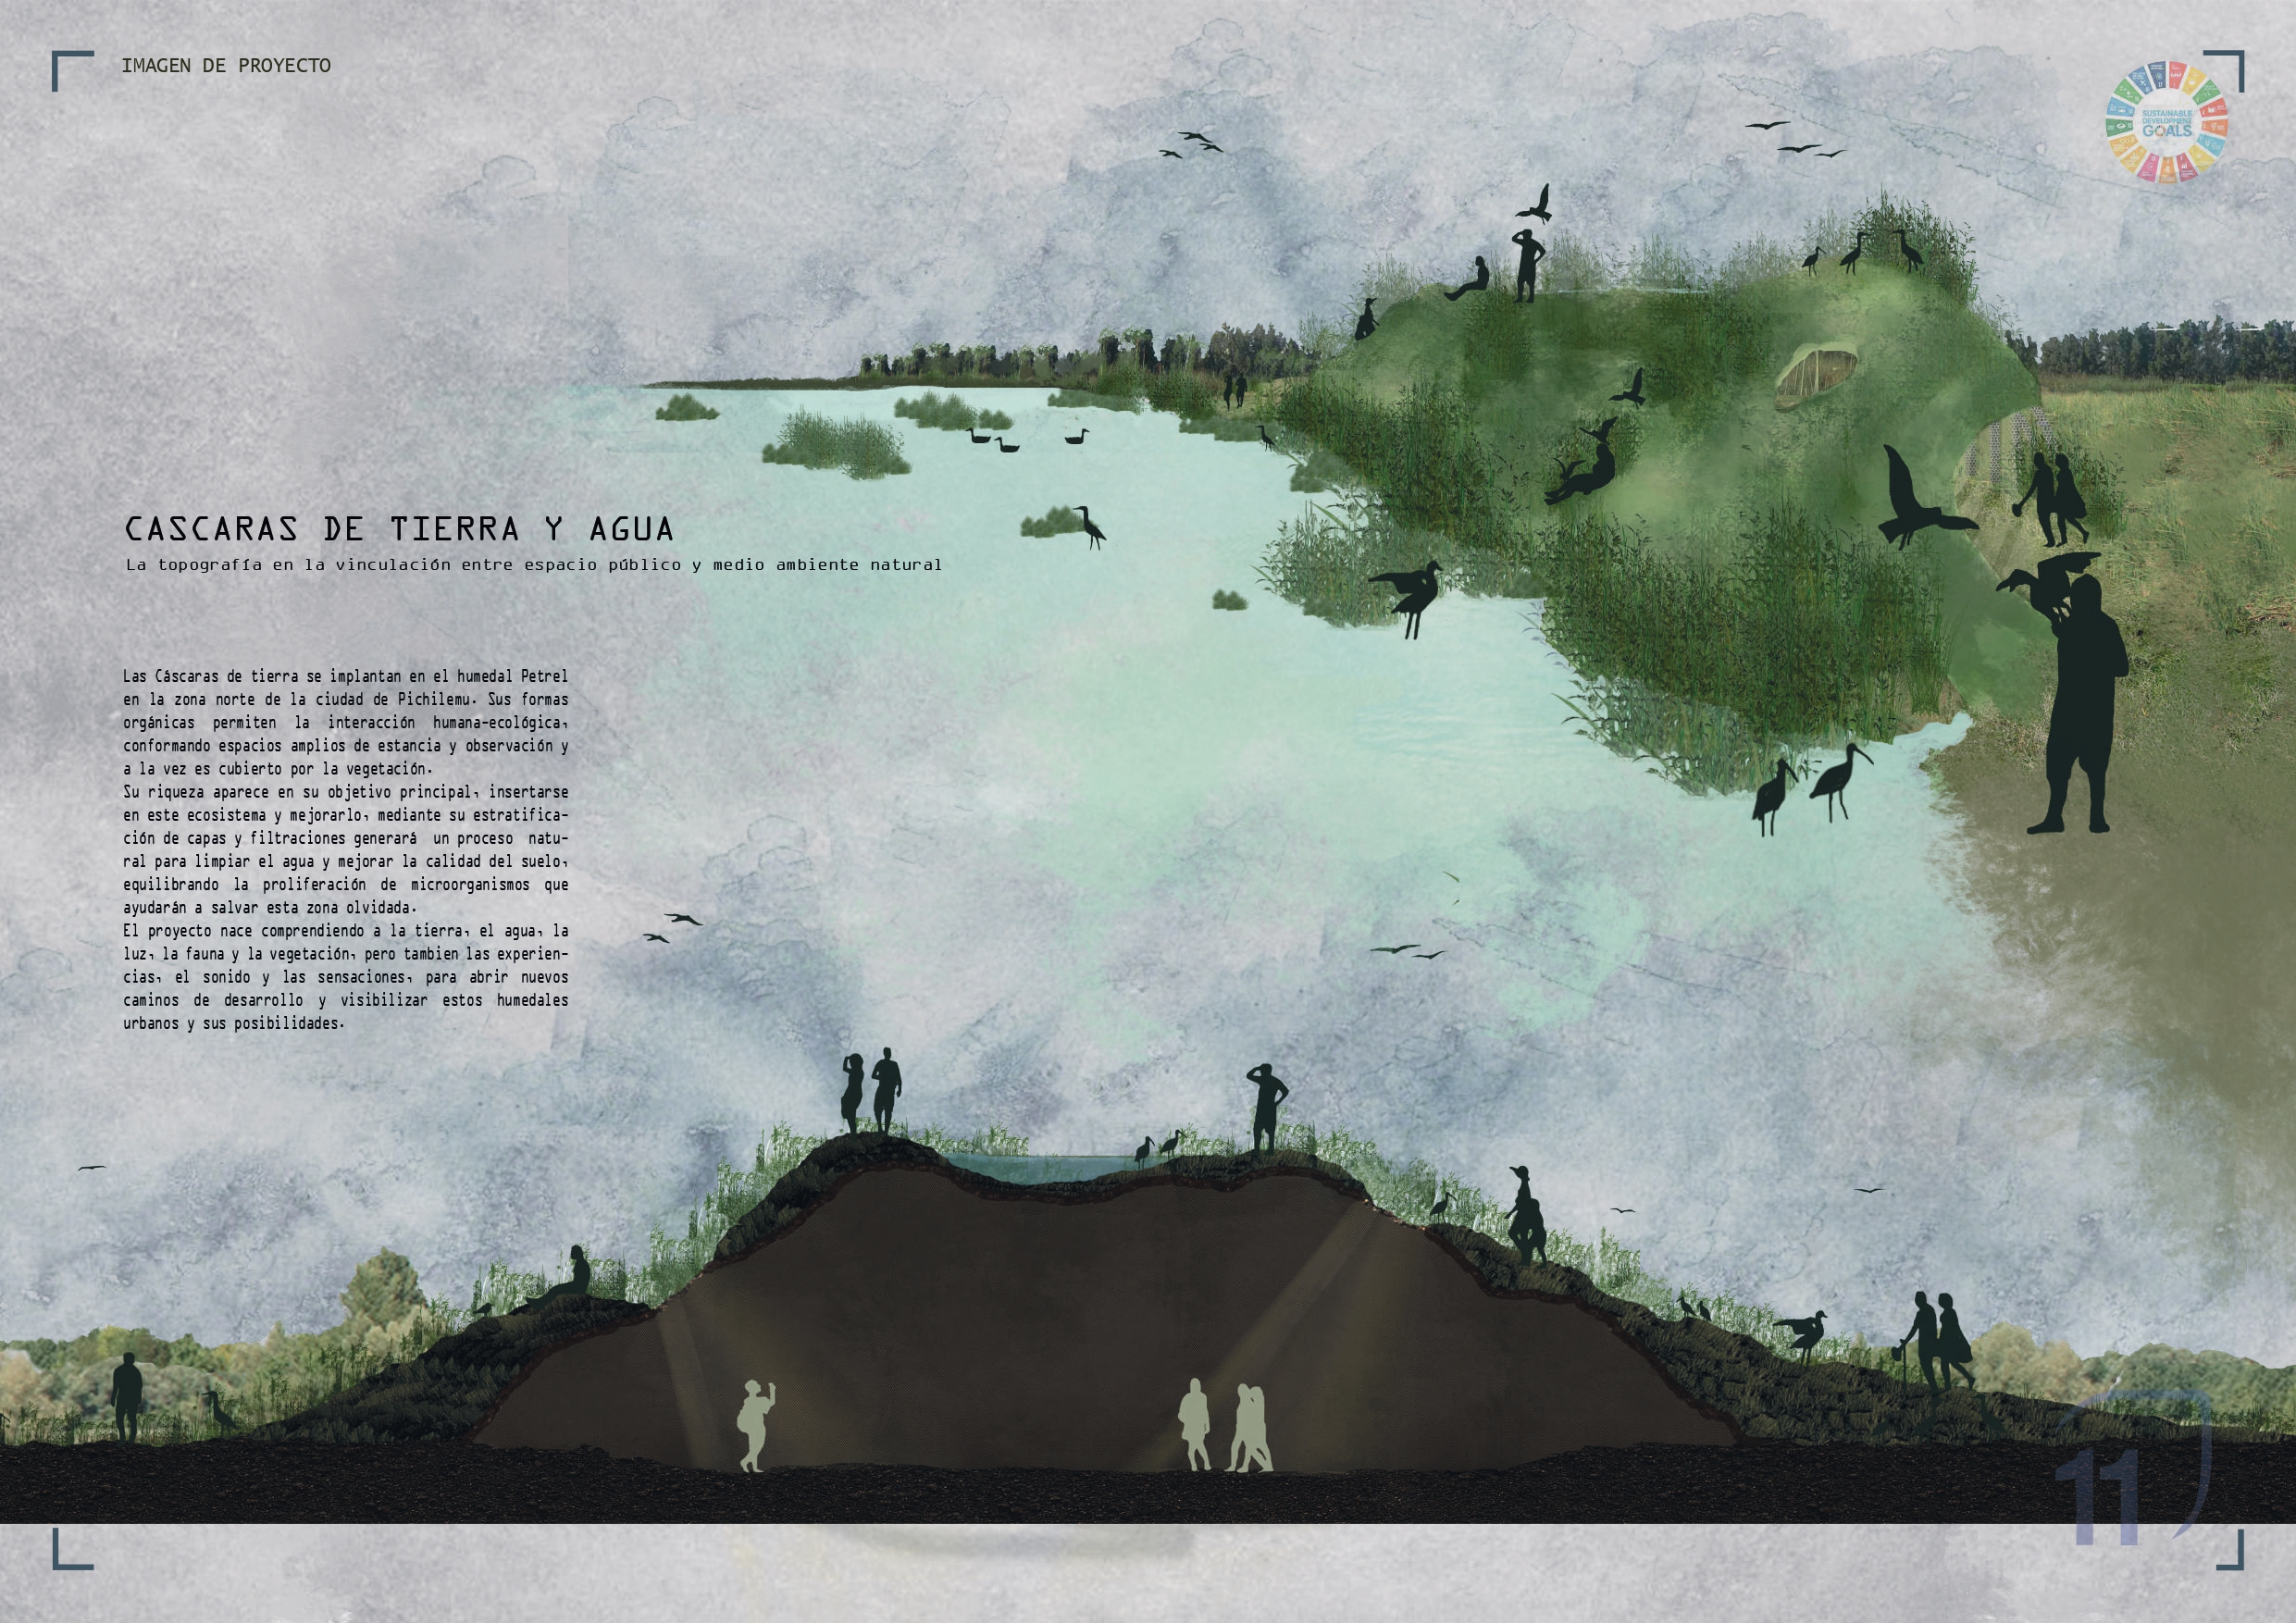 IMAGEN DE PROYECTO
SUSTAINABLE
DEVELOPMENT
GOALS
CASCARAS DE TIERRA Y AGUA
La topografía en la vinculación entre espacio público y medio ambiente natural
Las Cáscaras de tierra se implantan en el humedal Petrel
en la zona norte de la ciudad de Pichilemu. Sus formas
orgánicas permiten la interacción humana-ecológica,
conformando espacios amplios de estancia y observación y
a la vez es cubierto por la vegetación.
Su riqueza aparece en su objetivo principal, insertarse
en este ecosistema y mejorarlo, mediante su estratifica-
ción de capas y filtraciones generará un proceso natu-
ral para limpiar el agua y mejorar la calidad del suelo,
equilibrando la proliferación de microorganismos que
ayudarán a salvar esta zona olvidada.
El proyecto nace comprendiendo a la tierra, el agua, la
luz, la fauna y la vegetación, pero tambien las experien-
cias, el sonido y las sensaciones, para abrir nuevos
caminos de desarrollo y visibilizar estos humedales
urbanos y sus posibilidades.
11